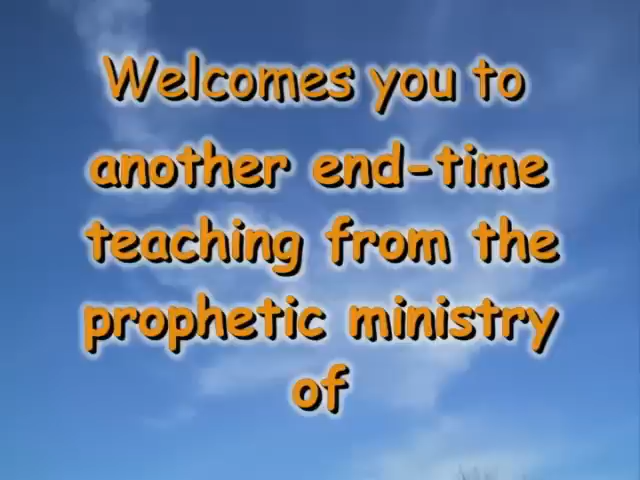 Welcomes you to
another end-time
teaching from the
prophetic ministry
of